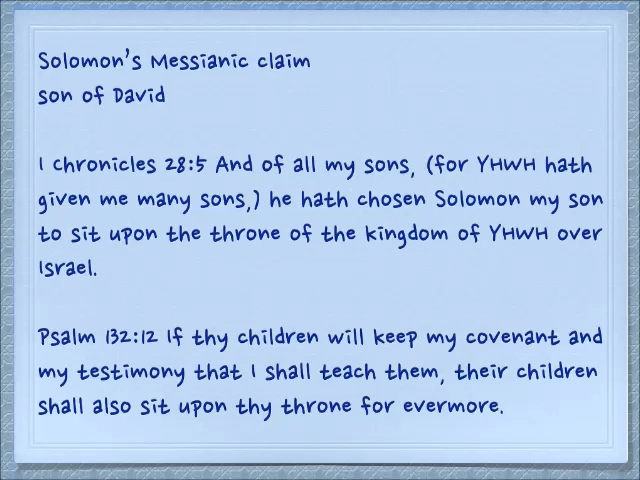 Solomon's Messianic claim
son of David
1 chronicles 28:5 And of all my sons, (for YHWH hath
given me many sons,) he hath chosen Solomon my son
to sit upon the throne of the kingdom of YHWH over
Israel.
Psalm 132:12 If thy children will keep my covenant and
my testimony that I shall teach them, their children
shall also sit upon thy throne for evermore.